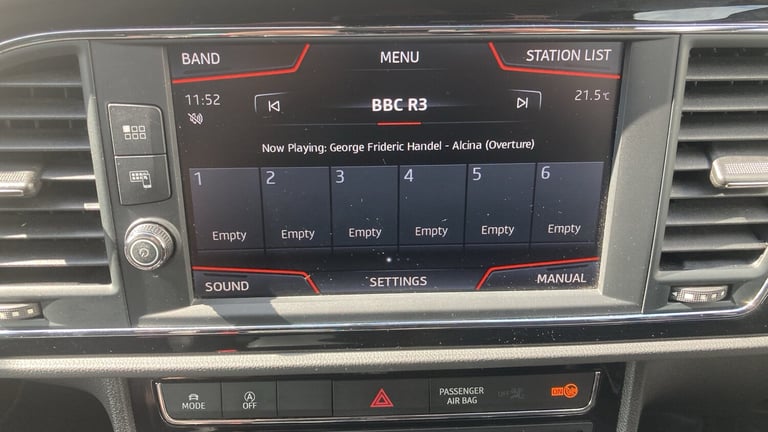 BAND MENU STATION LIST
11:52 BBC R3 21.5°C
Now Playing: George Frideric Handel - Alcina (Overture)
1 2 3 4 5 6
Empty Empty Empty Empty Empty Empty
SOUND SETTINGS MANUAL
MODE OFF PASSENGER
AIR BAG